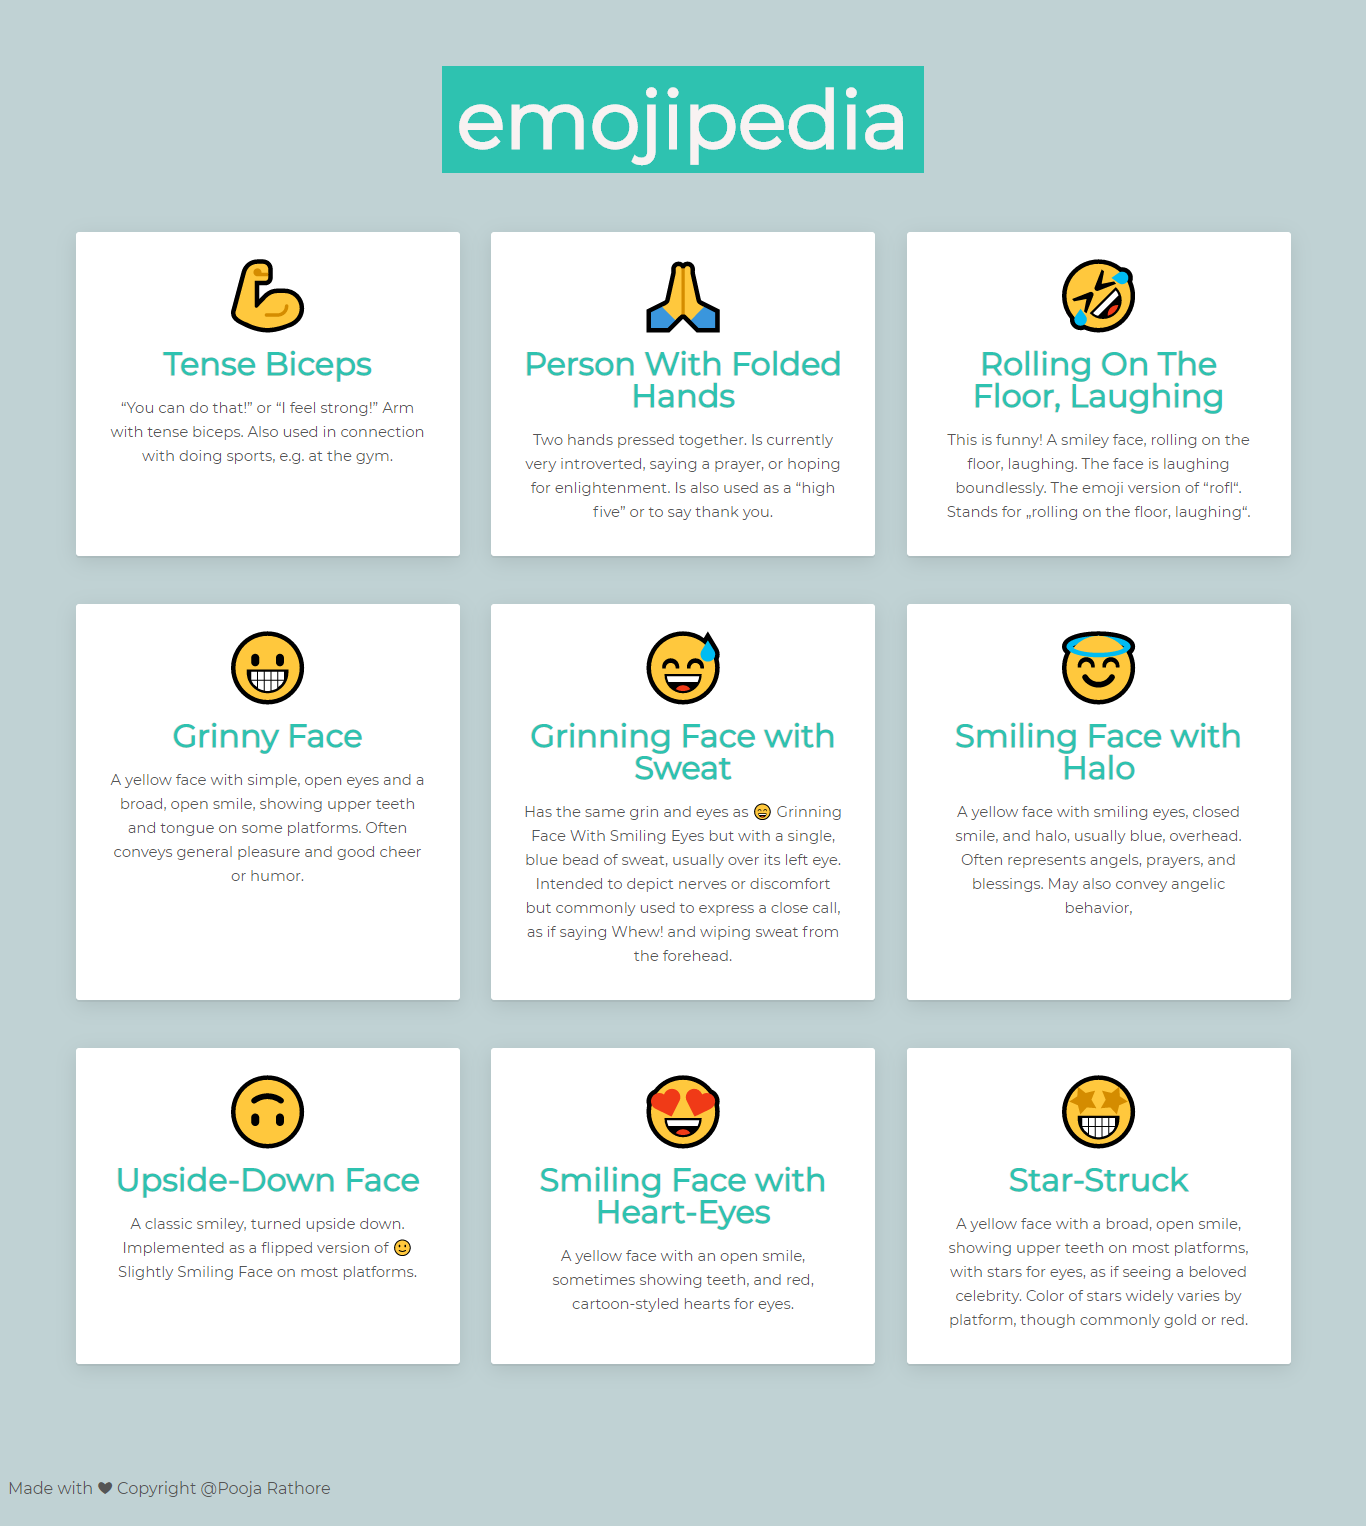 emojipedia
Tense Biceps
“You can do that!” or “I feel strong!” Arm
with tense biceps. Also used in connection
with doing sports, e.g. at the gym.
Person With Folded
Hands
Two hands pressed together. Is currently
very introverted, saying a prayer, or hoping
for enlightenment. Is also used as a “high
five” or to say thank you.
Rolling On The
Floor, Laughing
This is funny! A smiley face, rolling on the
floor, laughing. The face is laughing
boundlessly. The emoji version of “rofl“.
Stands for „rolling on the floor, laughing“.
Grinny Face
A yellow face with simple, open eyes and a
broad, open smile, showing upper teeth
and tongue on some platforms. Often
conveys general pleasure and good cheer
or humor.
Grinning Face with
Sweat
Has the same grin and eyes as 😄 Grinning
Face With Smiling Eyes but with a single,
blue bead of sweat, usually over its left eye.
Intended to depict nerves or discomfort
but commonly used to express a close call,
as if saying Whew! and wiping sweat from
the forehead.
Smiling Face with
Halo
A yellow face with smiling eyes, closed
smile, and halo, usually blue, overhead.
Often represents angels, prayers, and
blessings. May also convey angelic
behavior,
Upside-Down Face
A classic smiley, turned upside down.
Implemented as a flipped version of 🙂
Slightly Smiling Face on most platforms.
Smiling Face with
Heart-Eyes
A yellow face with an open smile,
sometimes showing teeth, and red,
cartoon-styled hearts for eyes.
Star-Struck
A yellow face with a broad, open smile,
showing upper teeth on most platforms,
with stars for eyes, as if seeing a beloved
celebrity. Color of stars widely varies by
platform, though commonly gold or red.
Made with ❤ Copyright @Pooja Rathore